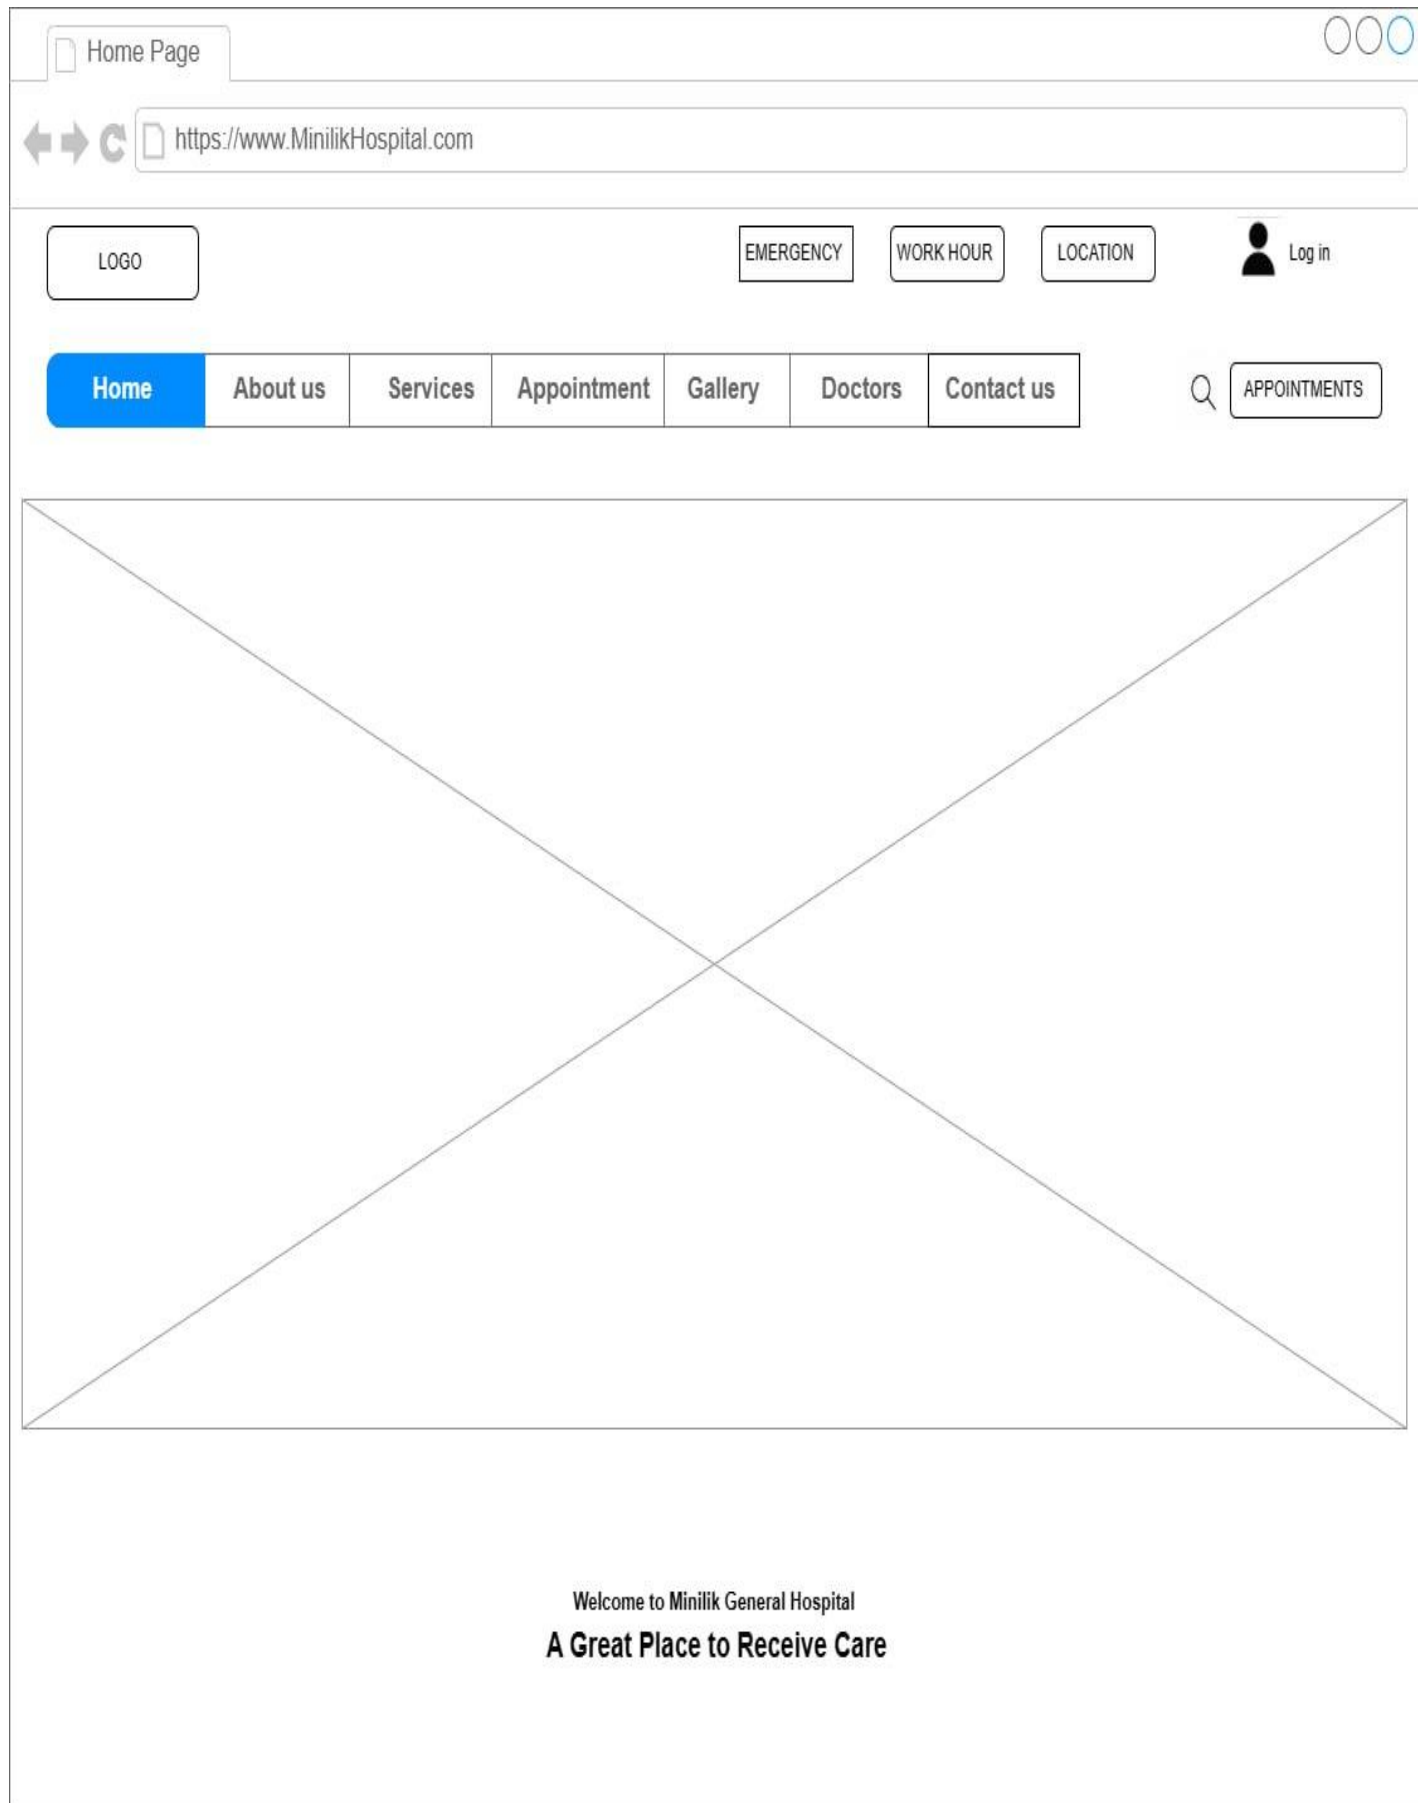 Home Page
https://www.MinilikHospital.com
LOGO
EMERGENCY
WORK HOUR
LOCATION
Log in
Home
About us
Services
Appointment
Gallery
Doctors
Contact us
APPOINTMENTS
Welcome to Minilik General Hospital
A Great Place to Receive Care